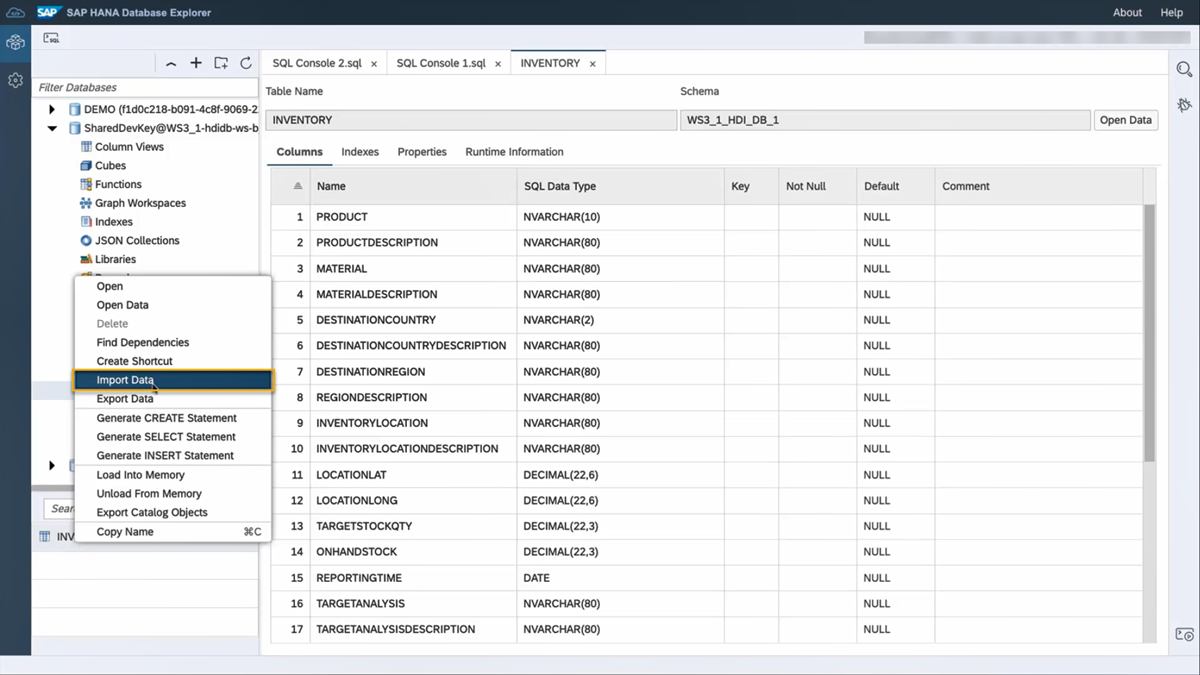 SAP SAP HANA Database Explorer About Help
SQL
Filter Databases
DEMO (f1d0c218-b091-4c8f-9069-2
SharedDevKey@WS3_1-hdidb-ws-b
Column Views
Cubes
Functions
Graph Workspaces
Indexes
JSON Collections
Libraries
Open
Open Data
Delete
Find Dependencies
Create Shortcut
Import Data
Export Data
Generate CREATE Statement
Generate SELECT Statement
Generate INSERT Statement
Load Into Memory
Unload From Memory
Export Catalog Objects
Copy Name ⌘C
SQL Console 2.sql × SQL Console 1.sql × INVENTORY ×
Table Name Schema
INVENTORY WS3_1_HDI_DB_1 Open Data
Columns Indexes Properties Runtime Information
Name SQL Data Type Key Not Null Default Comment
1 PRODUCT NVARCHAR(10) NULL
2 PRODUCTDESCRIPTION NVARCHAR(80) NULL
3 MATERIAL NVARCHAR(80) NULL
4 MATERIALDESCRIPTION NVARCHAR(80) NULL
5 DESTINATIONCOUNTRY NVARCHAR(2) NULL
6 DESTINATIONCOUNTRYDESCRIPTION NVARCHAR(80) NULL
7 DESTINATIONREGION NVARCHAR(80) NULL
8 REGIONDESCRIPTION NVARCHAR(80) NULL
9 INVENTORYLOCATION NVARCHAR(80) NULL
10 INVENTORYLOCATIONDESCRIPTION NVARCHAR(80) NULL
11 LOCATIONLAT DECIMAL(22,6) NULL
12 LOCATIONLONG DECIMAL(22,6) NULL
13 TARGETSTOCKQTY DECIMAL(22,3) NULL
14 ONHANDSTOCK DECIMAL(22,3) NULL
15 REPORTINGTIME DATE NULL
16 TARGETANALYSIS NVARCHAR(80) NULL
17 TARGETANALYSISDESCRIPTION NVARCHAR(80) NULL